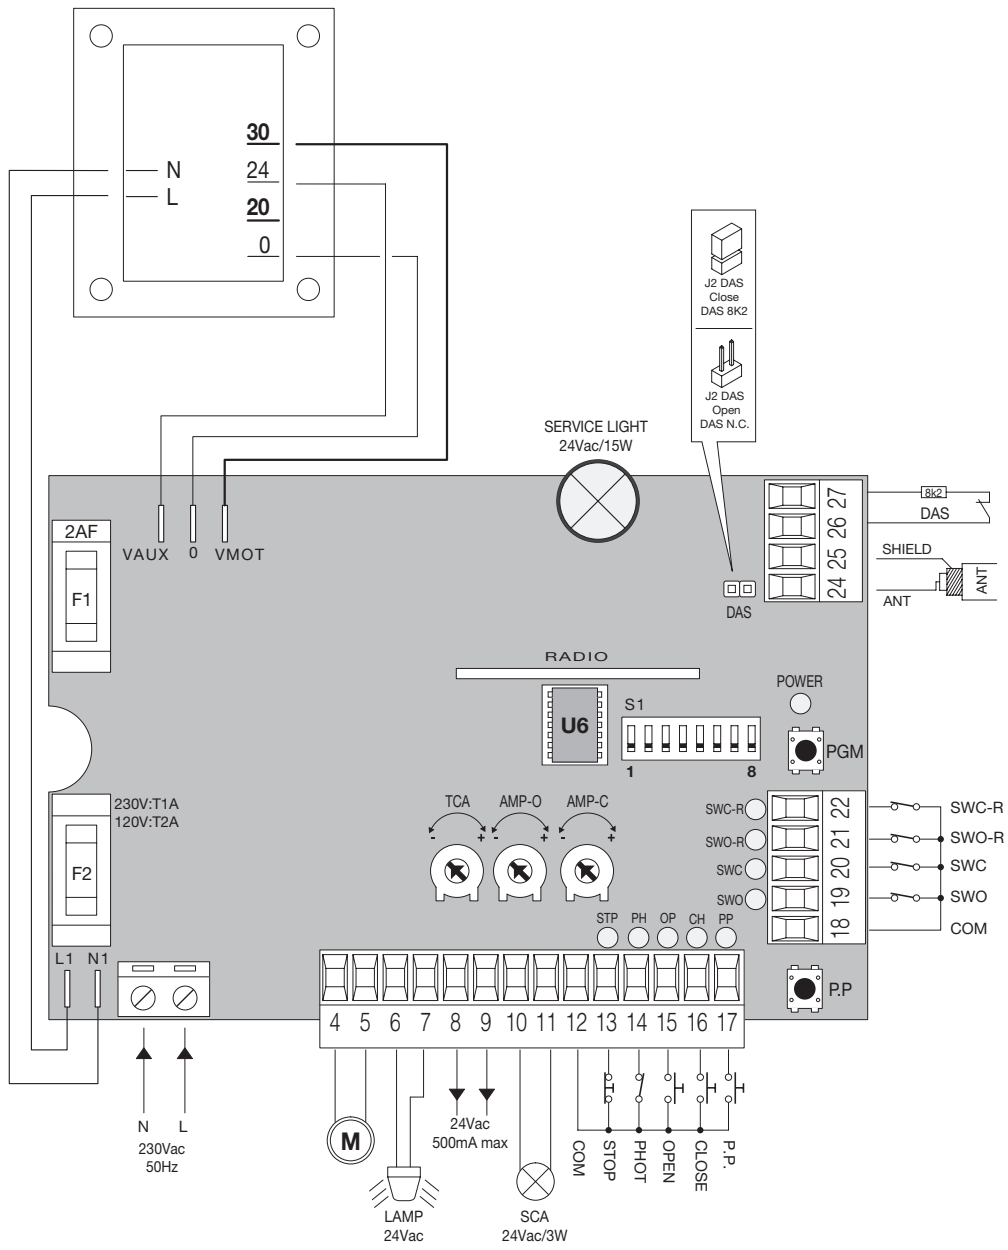 30
N
24
L
20
0
J2 DAS
Close
DAS 8K2
J2 DAS
Open
DAS N.C.
SERVICE LIGHT
24Vac/15W
2AF
F1
VAUX 0 VMOT
27
26
25
24
8k2
DAS
SHIELD
ANT
ANT
DAS
RADIO
U6
S1
1 8
POWER
PGM
230V:T1A
120V:T2A
F2
TCA AMP-O AMP-C
- + - + - +
SWC-R
SWO-R
SWC
SWO
22
21
20
19
18
SWC-R
SWO-R
SWC
SWO
COM
STP PH OP CH PP
L1 N1
P.P
4 5 6 7 8 9 10 11 12 13 14 15 16 17
N L
230Vac
50Hz
M
LAMP
24Vac
24Vac
500mA max
SCA
24Vac/3W
COM
STOP
PHOT
OPEN
CLOSE
P.P.